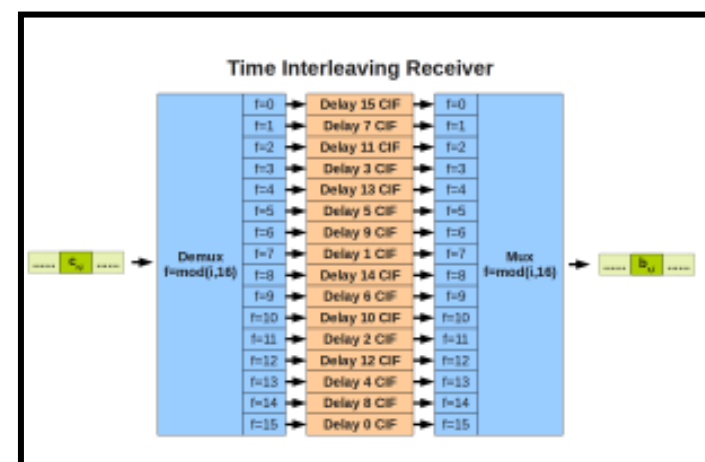 Time Interleaving Receiver
f=0 Delay 15 CIF f=0
f=1 Delay 7 CIF f=1
f=2 Delay 11 CIF f=2
f=3 Delay 3 CIF f=3
f=4 Delay 13 CIF f=4
f=5 Delay 5 CIF f=5
f=6 Delay 9 CIF f=6
f=7 Delay 1 CIF f=7
f=8 Delay 14 CIF f=8
f=9 Delay 6 CIF f=9
f=10 Delay 10 CIF f=10
f=11 Delay 2 CIF f=11
f=12 Delay 12 CIF f=12
f=13 Delay 4 CIF f=13
f=14 Delay 8 CIF f=14
f=15 Delay 0 CIF f=15
Demux
f=mod(i,16)
Mux
f=mod(i,16)